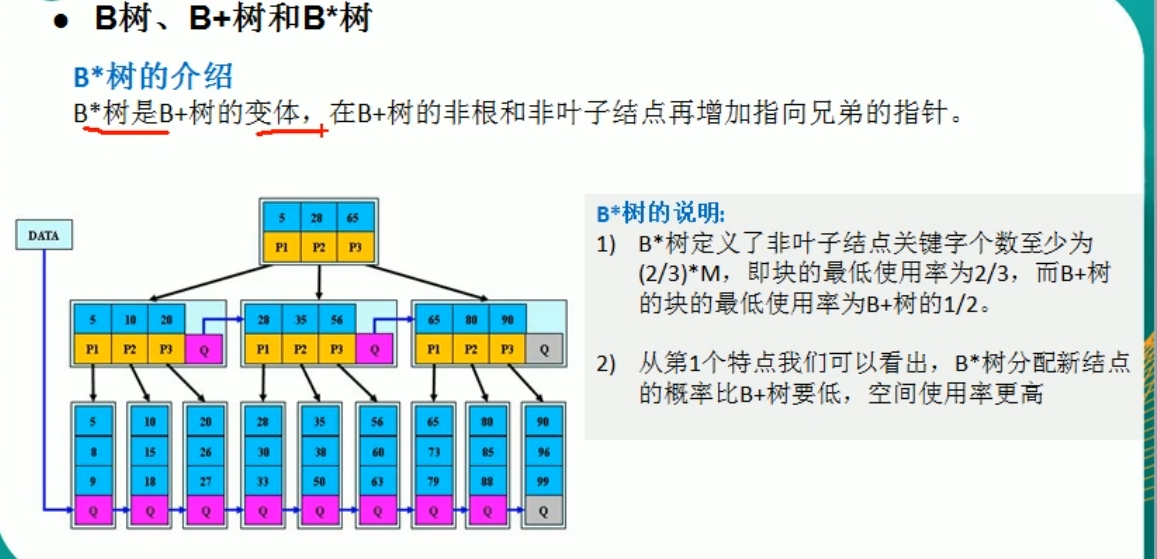 ● B树、B+树和B*树
B*树的介绍
B*树是B+树的变体，在B+树的非根和非叶子结点再增加指向兄弟的指针。
DATA
5 28 65
P1 P2 P3
5 10 20
P1 P2 P3 Q
28 35 56
P1 P2 P3 Q
65 80 90
P1 P2 P3 Q
5 10 20 28 35 56 65 80 90
8 15 26 30 38 60 73 85 96
9 18 27 33 50 63 79 88 99
Q Q Q Q Q Q Q Q Q
B*树的说明:
1) B*树定义了非叶子结点关键字个数至少为
(2/3)*M，即块的最低使用率为2/3，而B+树
的块的最低使用率为B+树的1/2。
2) 从第1个特点我们可以看出，B*树分配新结点
的概率比B+树要低，空间使用率更高